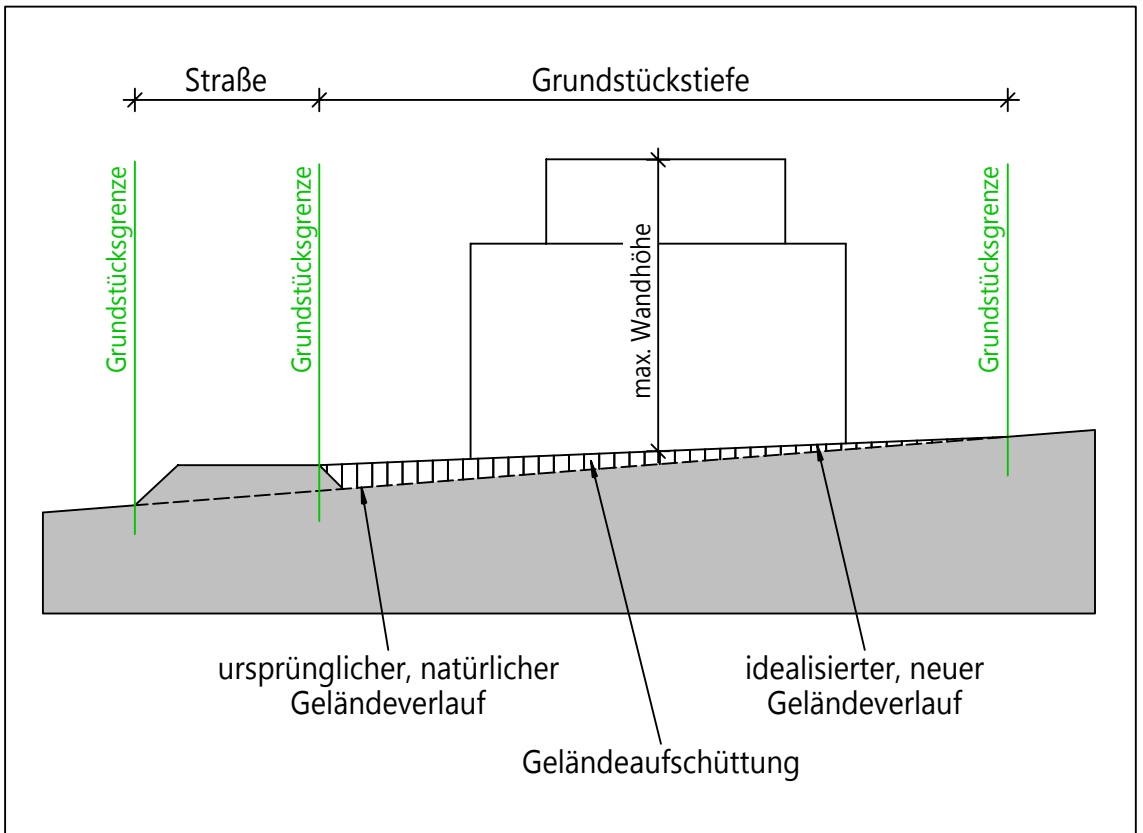 Straße
Grundstückstiefe
Grundstücksgrenze
Grundstücksgrenze
max. Wandhöhe
Grundstücksgrenze
ursprünglicher, natürlicher
Geländeverlauf
idealisierter, neuer
Geländeverlauf
Geländeaufschüttung